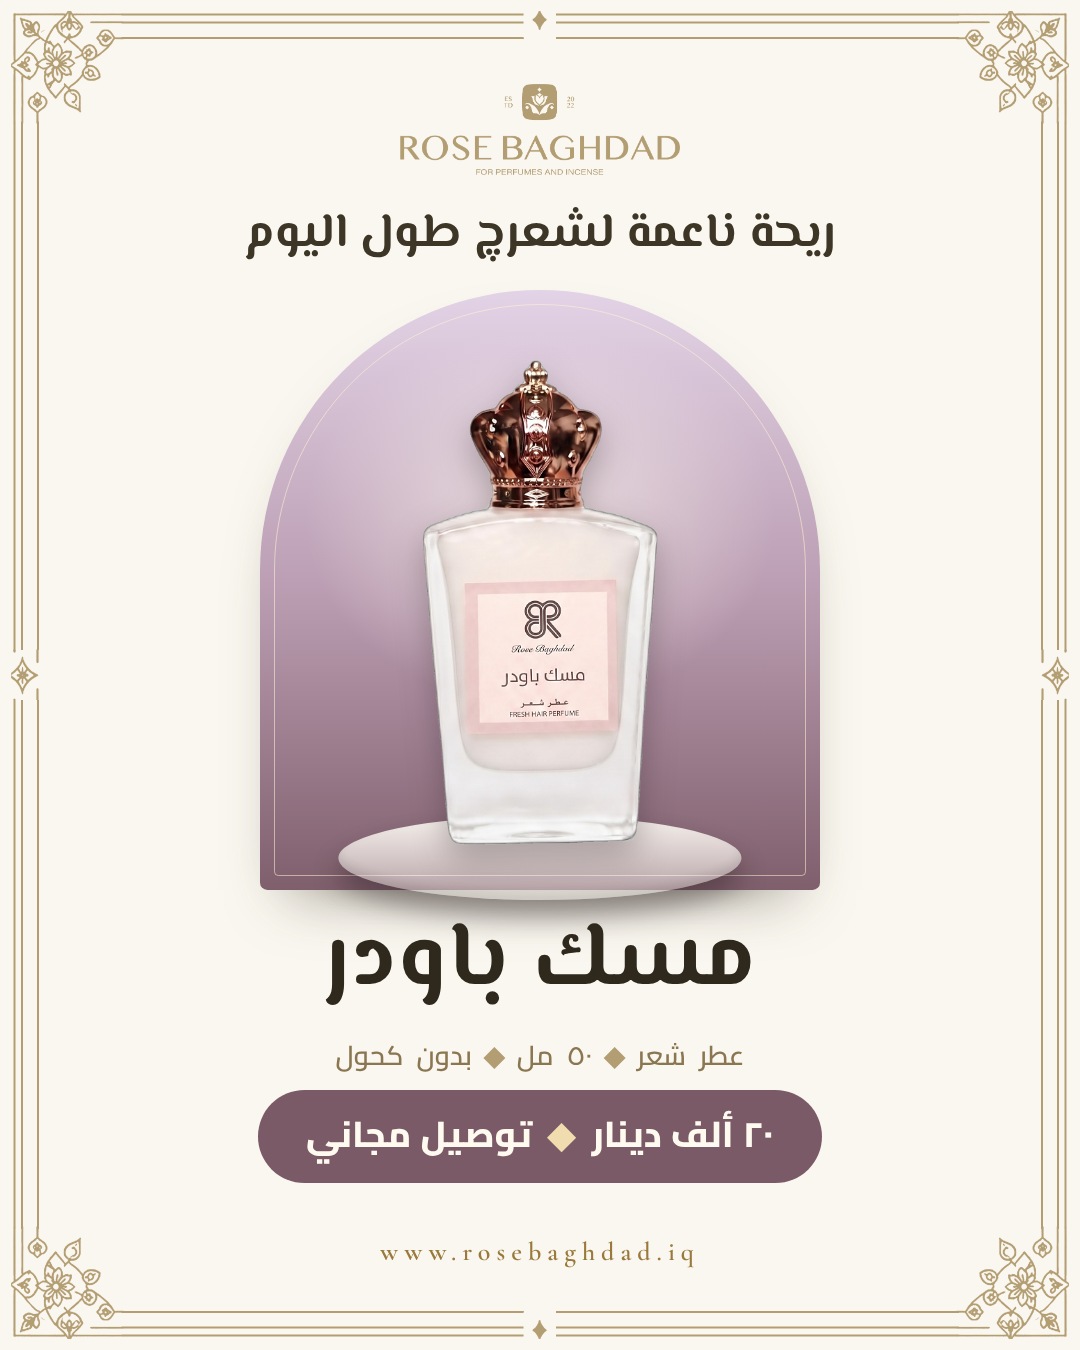 ES
TD
20
22
ROSE BAGHDAD
FOR PERFUMES AND INCENSE
ريحة ناعمة لشعرچ طول اليوم
Rose Baghdad
مسك باودر
عطر شعر
FRESH HAIR PERFUME
مسك باودر
عطر شعر ◆ ٥٠ مل ◆ بدون كحول
٢٠ ألف دينار ◆ توصيل مجاني
www.rosebaghdad.iq